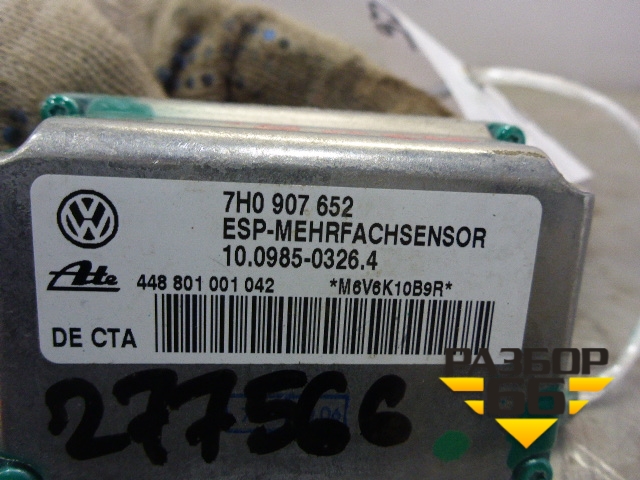 7H0 907 652
ESP-MEHRFACHSENSOR
10.0985-0326.4
Ate
448 801 001 042 *M6V6K10B9R*
DE CTA
РАЗБОР
66
277566